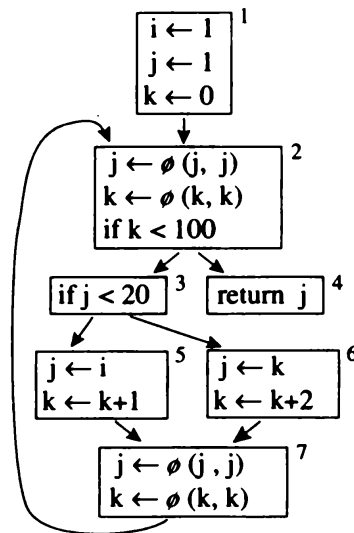 1
i ← 1
j ← 1
k ← 0
2
j ← ø (j, j)
k ← ø (k, k)
if k < 100
if j < 20 3
return j 4
5
j ← i
k ← k+1
6
j ← k
k ← k+2
7
j ← ø (j , j)
k ← ø (k, k)